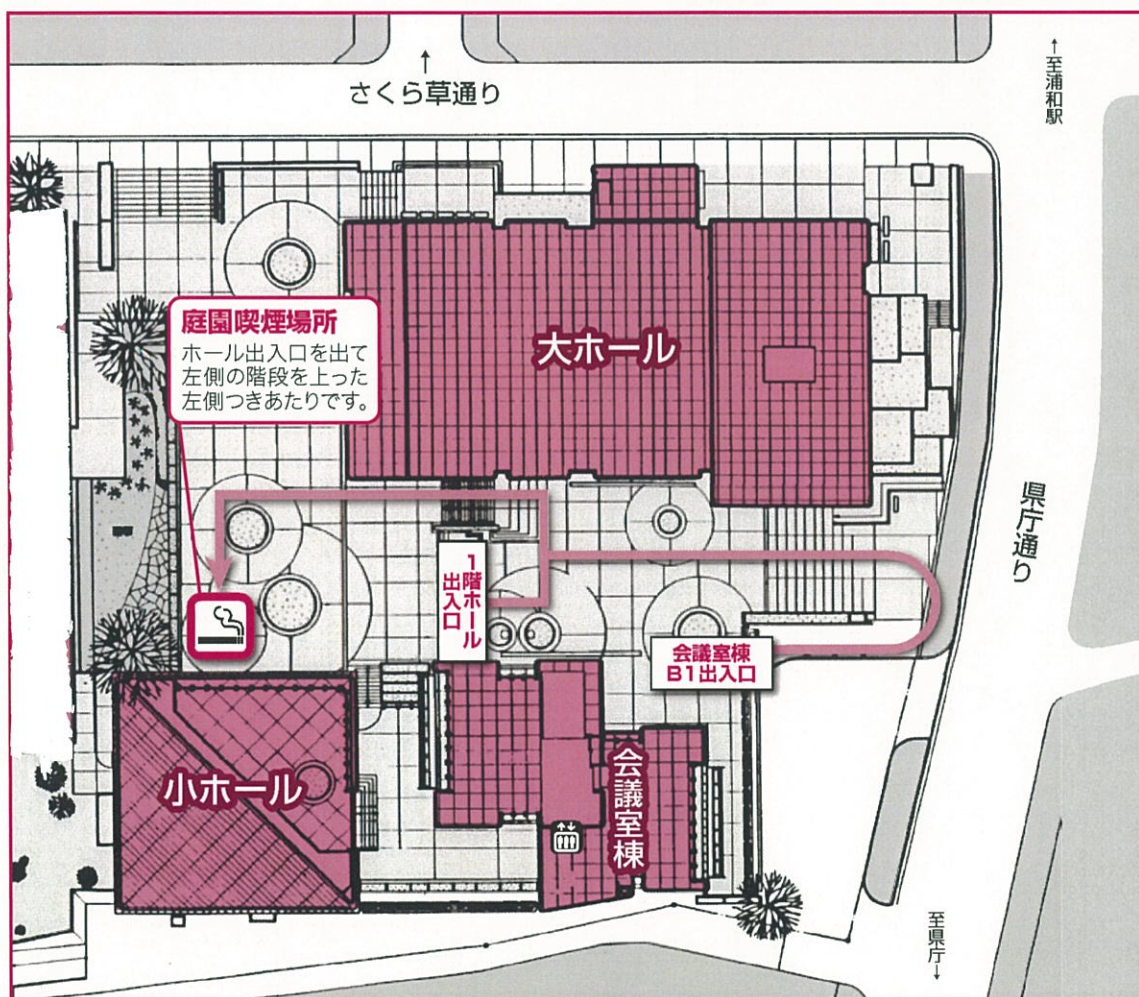 ↑至浦和駅
↑
さくら草通り
庭園喫煙場所
ホール出入口を出て
左側の階段を上った
左側つきあたりです。
大ホール
県庁通り
1階ホール
出入口
会議室棟
B1出入口
小ホール
会議室棟
至県庁→